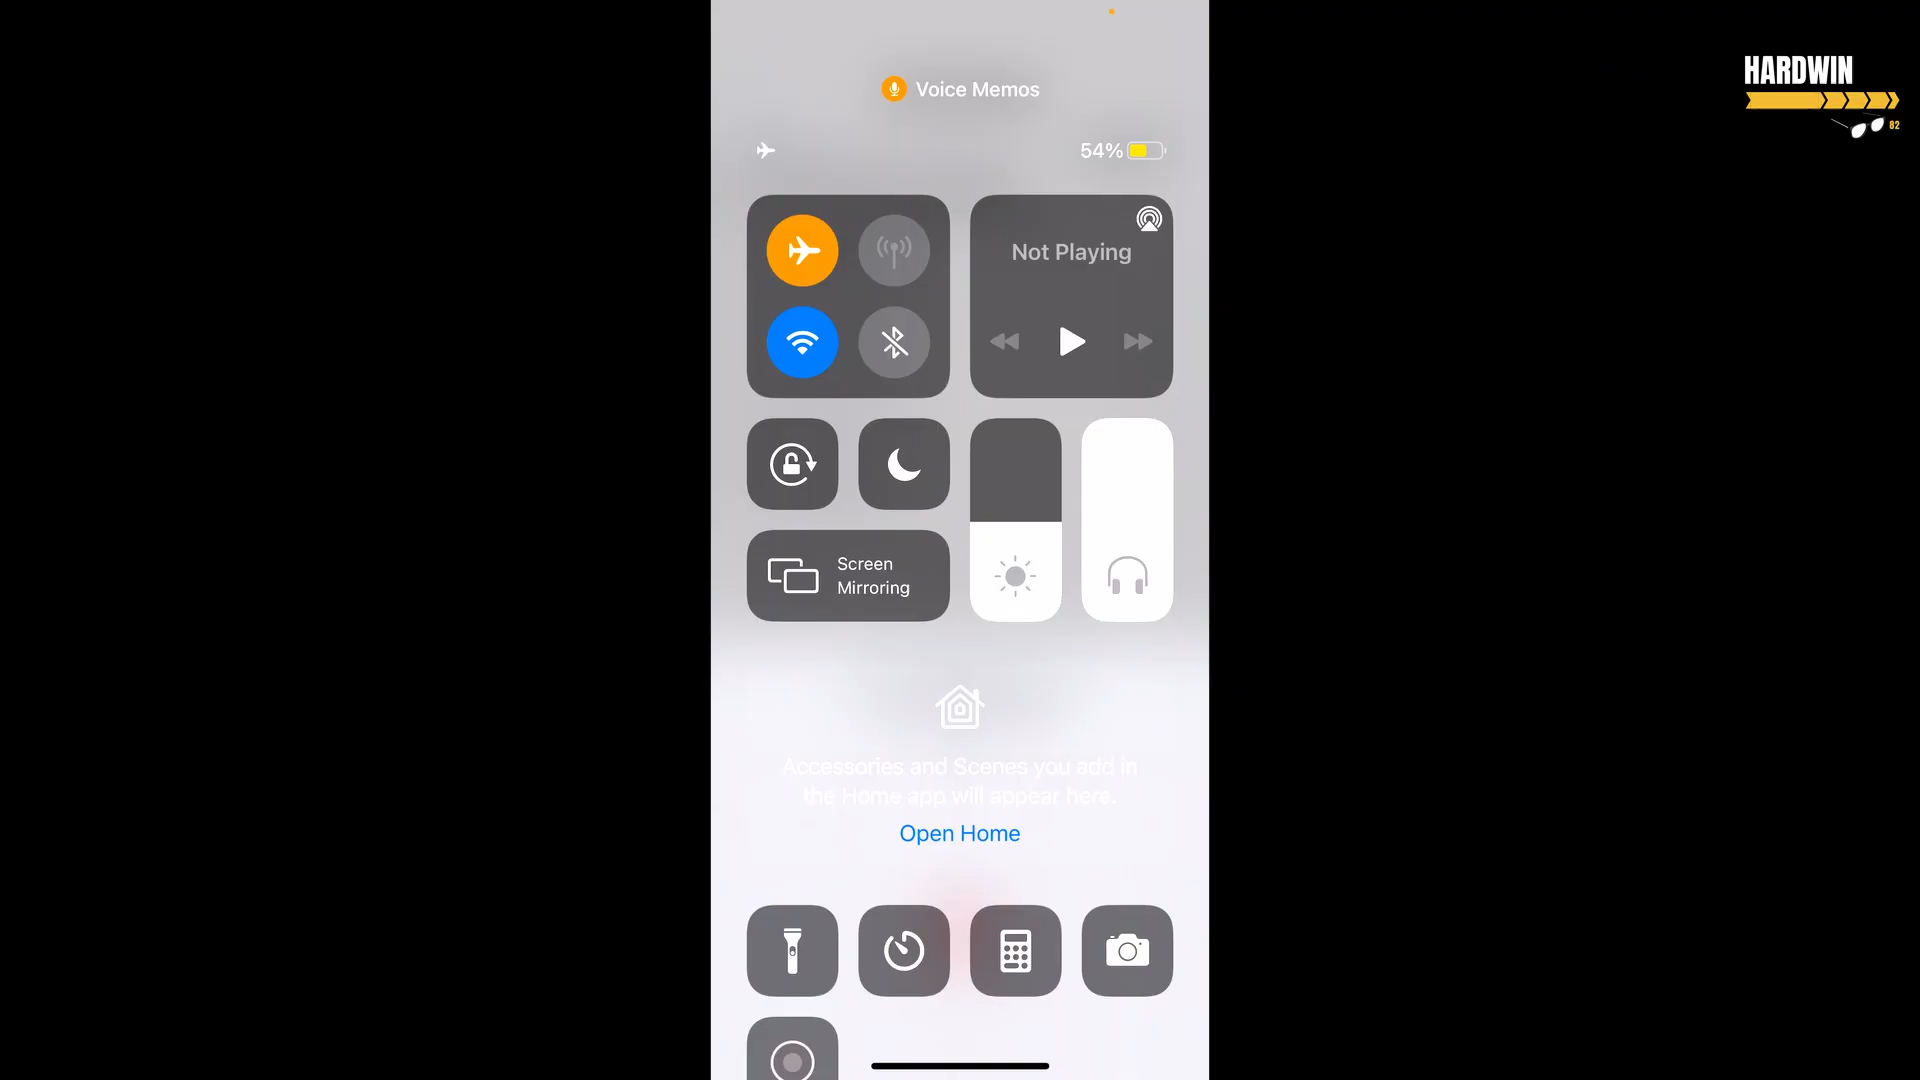 HARDWIN
82
Voice Memos
54%
Not Playing
Screen
Mirroring
Accessories and Scenes you add in
the Home app will appear here.
Open Home